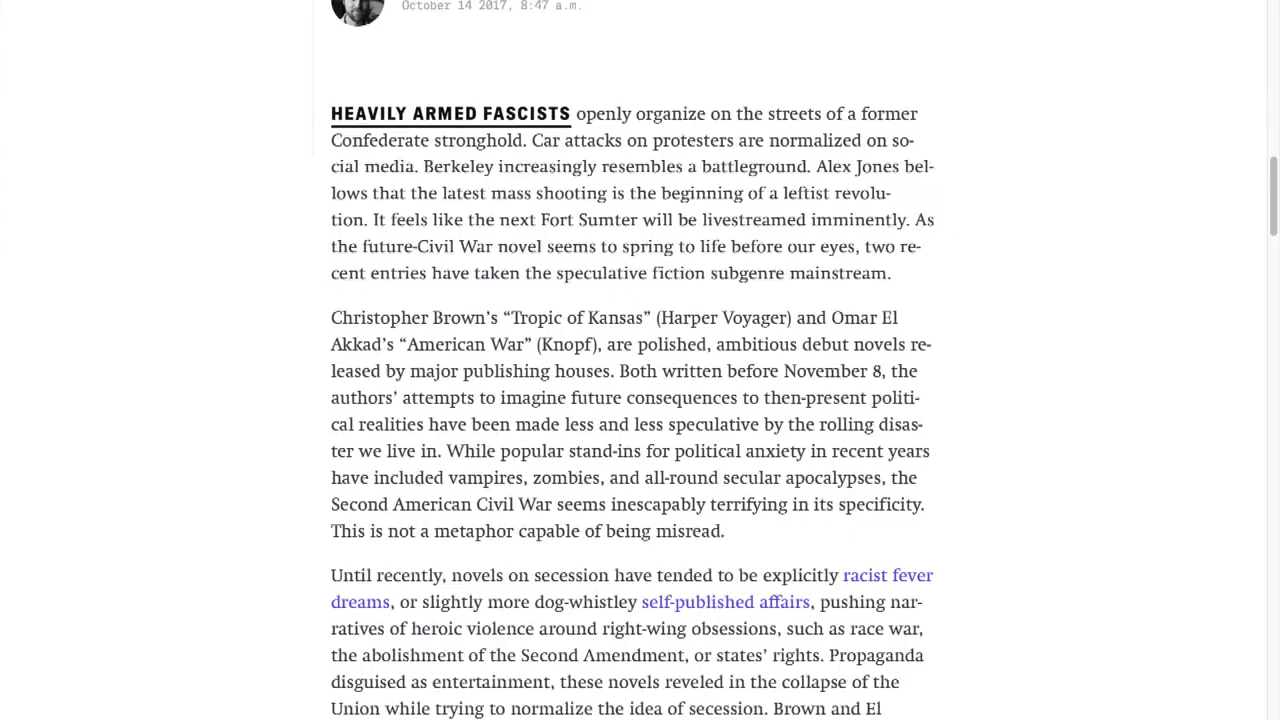 October 14 2017, 8:47 a.m.
HEAVILY ARMED FASCISTS openly organize on the streets of a former
Confederate stronghold. Car attacks on protesters are normalized on so-
cial media. Berkeley increasingly resembles a battleground. Alex Jones bel-
lows that the latest mass shooting is the beginning of a leftist revolu-
tion. It feels like the next Fort Sumter will be livestreamed imminently. As
the future-Civil War novel seems to spring to life before our eyes, two re-
cent entries have taken the speculative fiction subgenre mainstream.
Christopher Brown’s “Tropic of Kansas” (Harper Voyager) and Omar El
Akkad’s “American War” (Knopf), are polished, ambitious debut novels re-
leased by major publishing houses. Both written before November 8, the
authors’ attempts to imagine future consequences to then-present politi-
cal realities have been made less and less speculative by the rolling disas-
ter we live in. While popular stand-ins for political anxiety in recent years
have included vampires, zombies, and all-round secular apocalypses, the
Second American Civil War seems inescapably terrifying in its specificity.
This is not a metaphor capable of being misread.
Until recently, novels on secession have tended to be explicitly racist fever
dreams, or slightly more dog-whistley self-published affairs, pushing nar-
ratives of heroic violence around right-wing obsessions, such as race war,
the abolishment of the Second Amendment, or states’ rights. Propaganda
disguised as entertainment, these novels reveled in the collapse of the
Union while trying to normalize the idea of secession. Brown and El